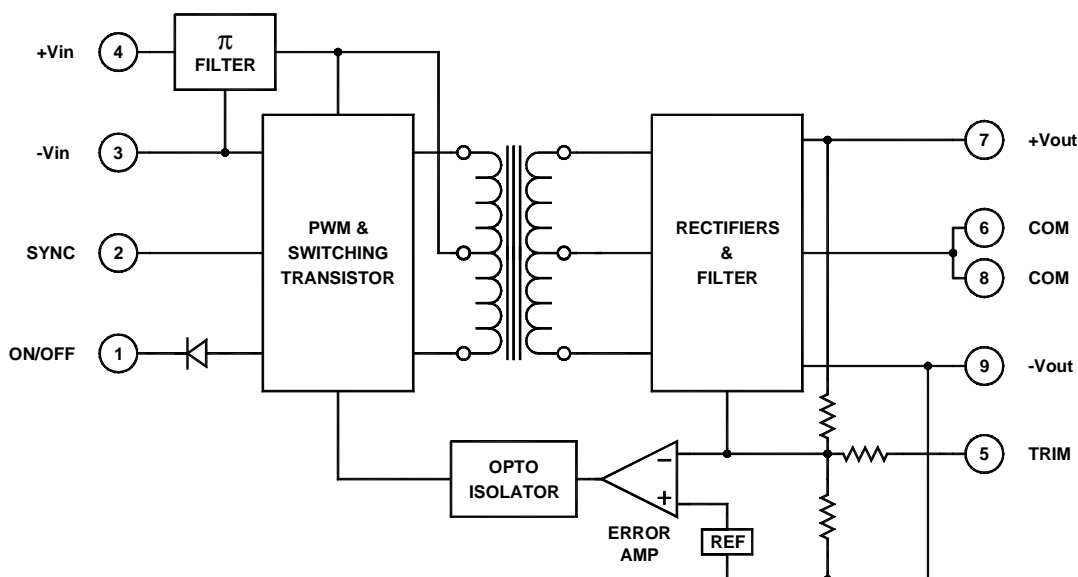 +Vin
4
π
FILTER
-Vin
3
SYNC
2
ON/OFF
1
PWM &
SWITCHING
TRANSISTOR
RECTIFIERS
&
FILTER
7
+Vout
6
COM
8
COM
9
-Vout
5
TRIM
OPTO
ISOLATOR
−
+
ERROR
AMP
REF